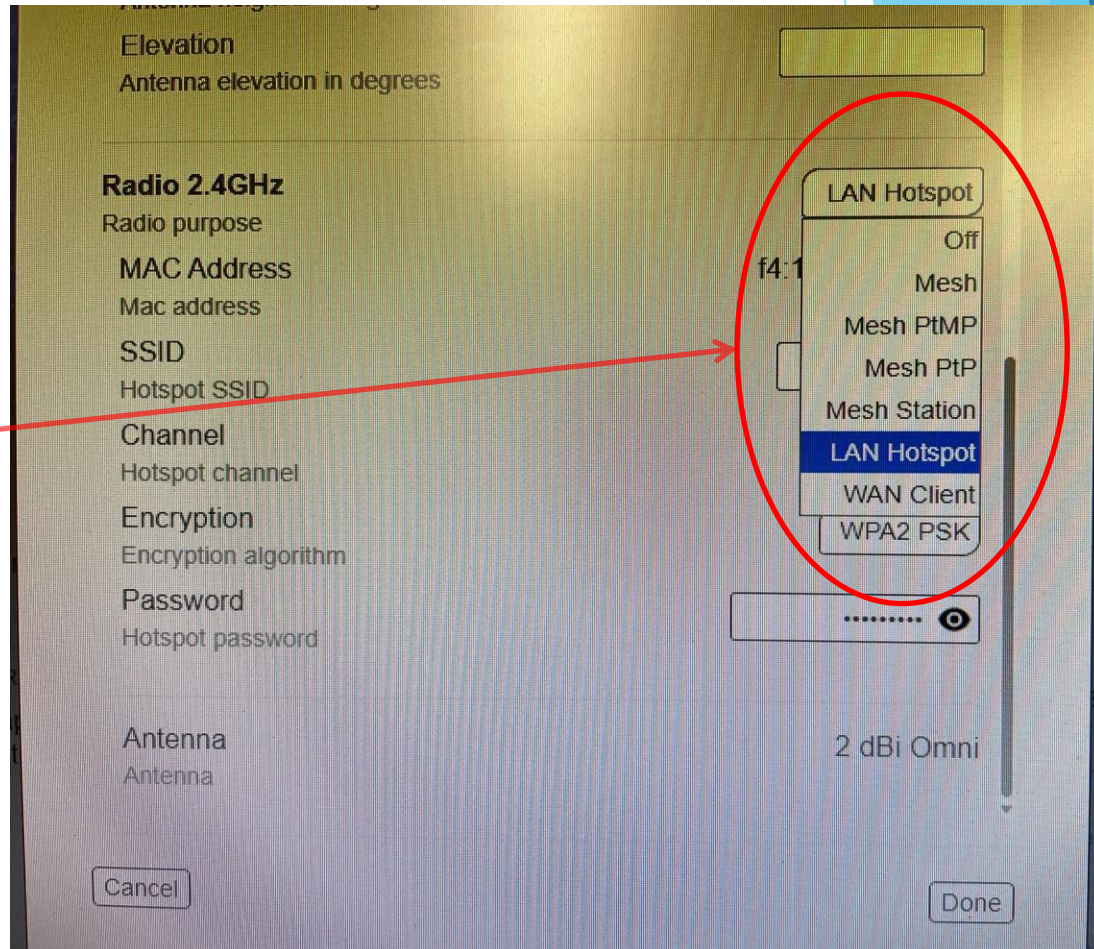 Elevation
Antenna elevation in degrees
Radio 2.4GHz
LAN Hotspot
Radio purpose
Off
MAC Address
f4:1
Mesh
Mac address
Mesh PtMP
SSID
Mesh PtP
Hotspot SSID
Mesh Station
Channel
LAN Hotspot
Hotspot channel
WAN Client
Encryption
WPA2 PSK
Encryption algorithm
Password
Hotspot password
Antenna
2 dBi Omni
Antenna
Cancel
Done